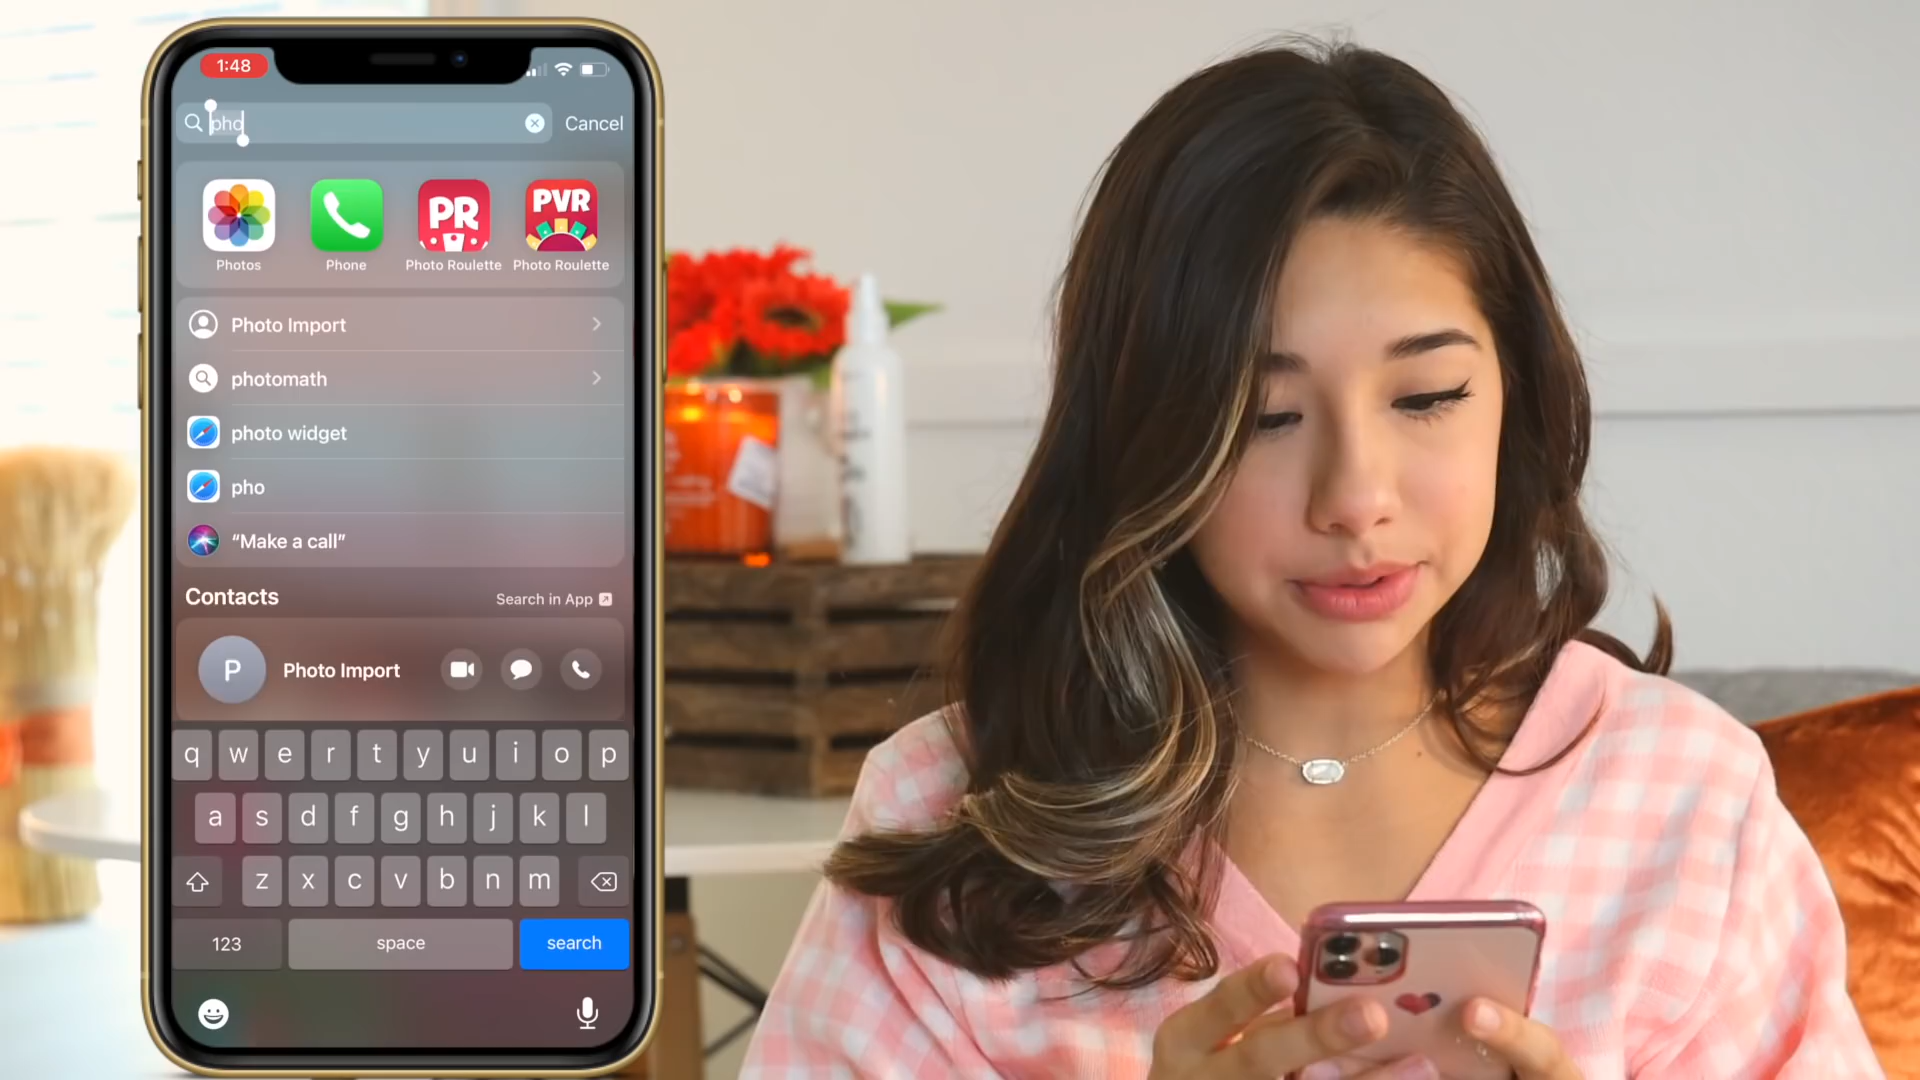 1:48
pho
Cancel
PR
PVR
Photos
Phone
Photo Roulette
Photo Roulette
Photo Import
photomath
photo widget
pho
“Make a call”
Contacts
Search in App
P
Photo Import
q w e r t y u i o p
a s d f g h j k l
z x c v b n m
123
space
search